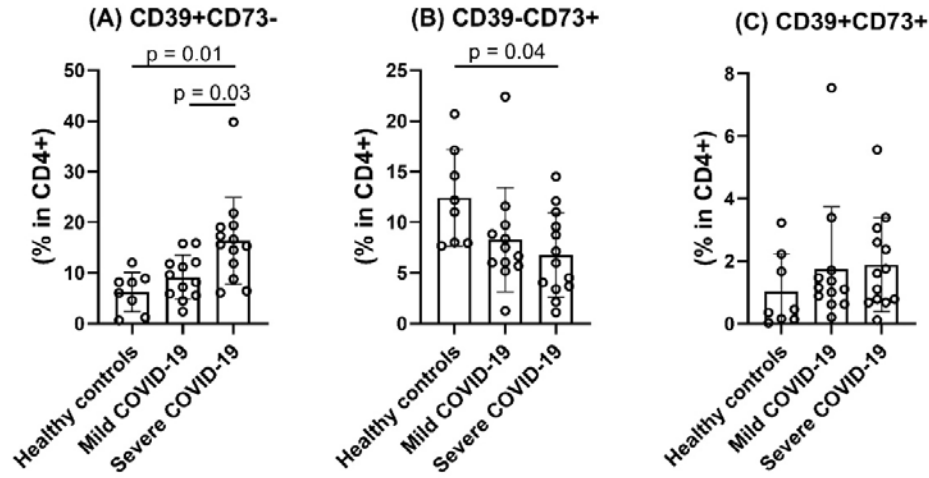 (A) CD39+CD73-
p = 0.01
p = 0.03
(% in CD4+)
50
40
30
20
10
0
Healthy controls
Mild COVID-19
Severe COVID-19
(B) CD39-CD73+
p = 0.04
(% in CD4+)
25
20
15
10
5
0
Healthy controls
Mild COVID-19
Severe COVID-19
(C) CD39+CD73+
(% in CD4+)
8
6
4
2
0
Healthy controls
Mild COVID-19
Severe COVID-19